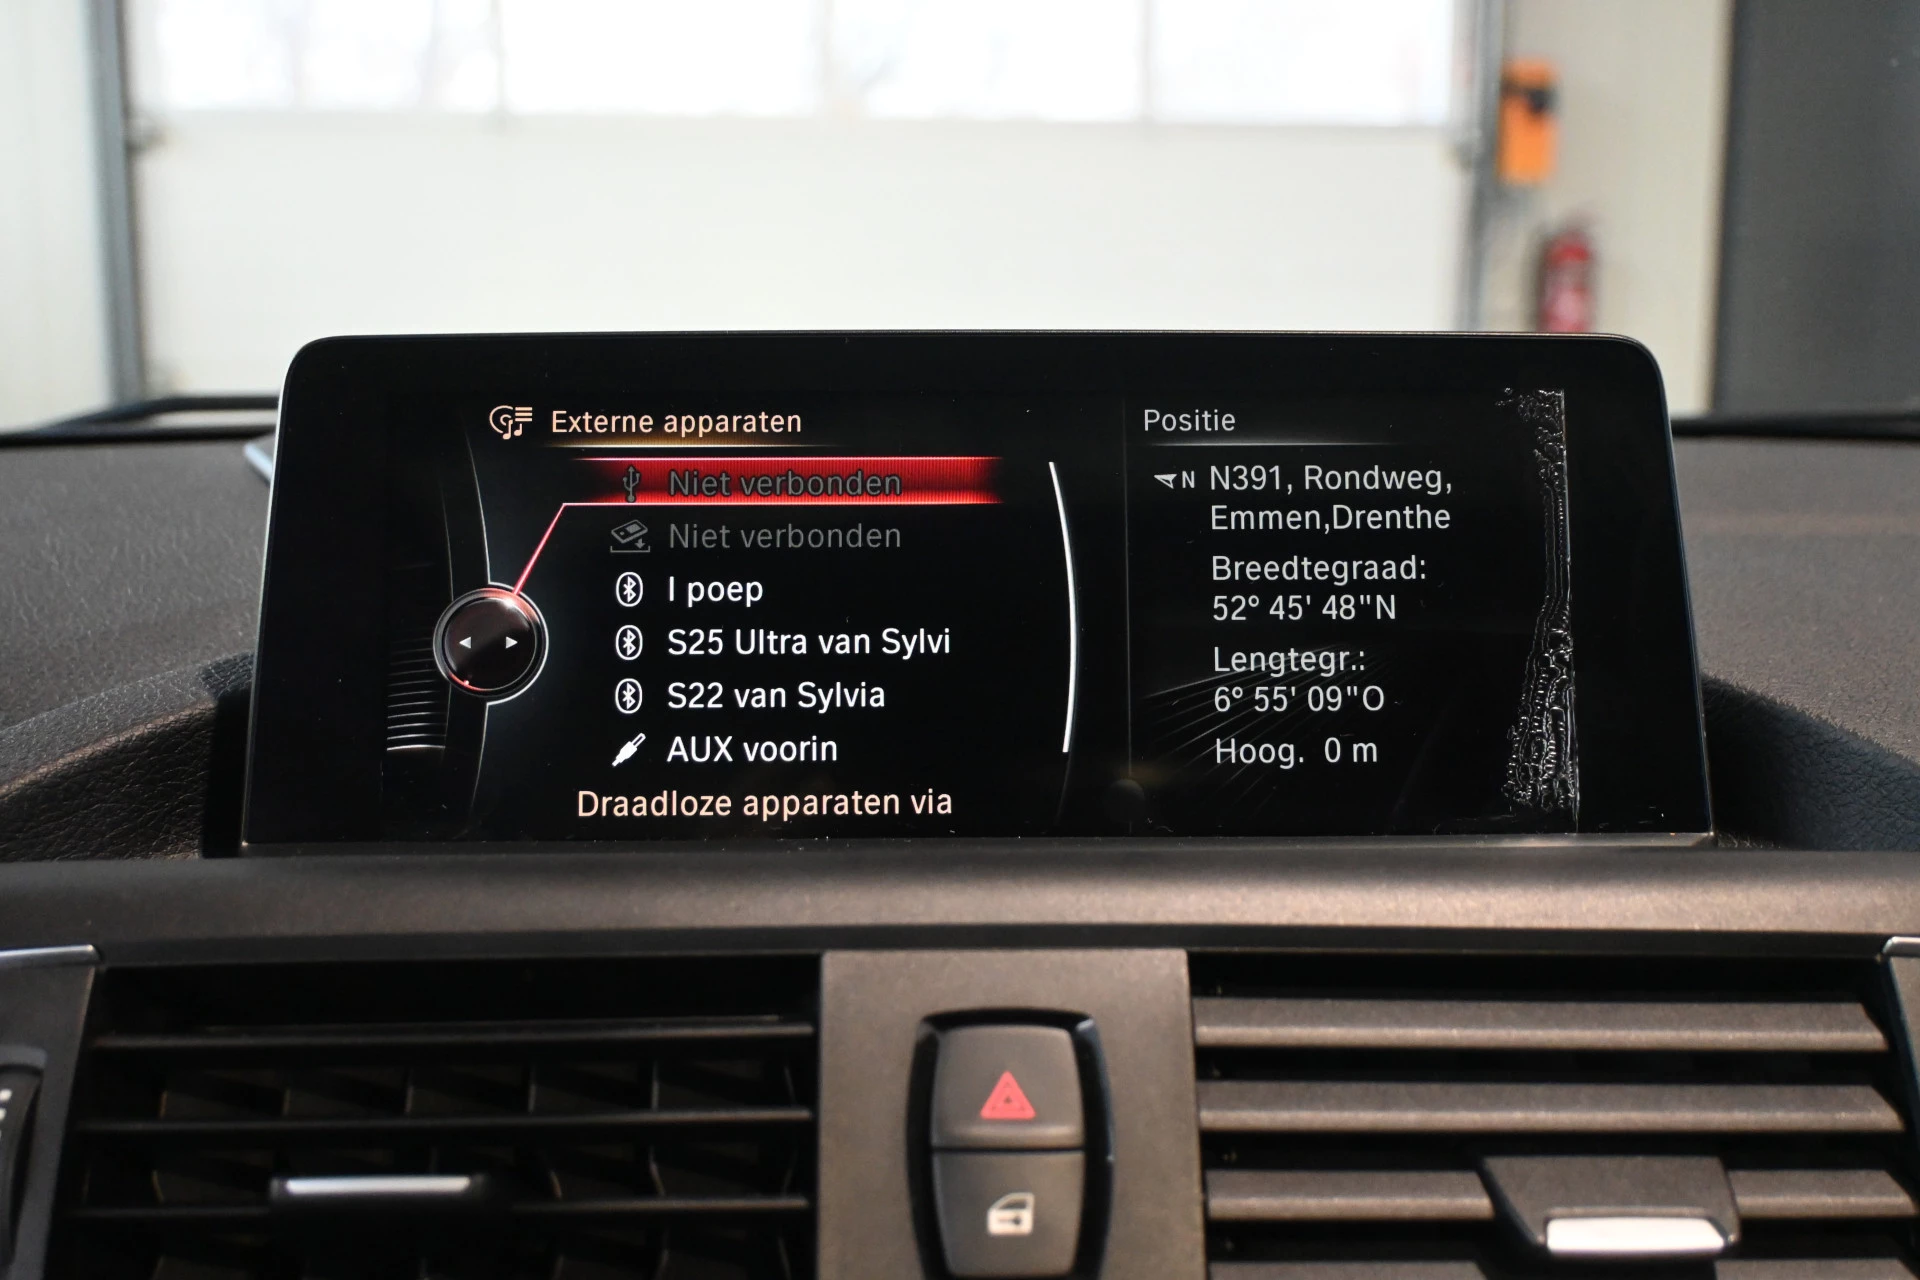 Externe apparaten
Niet verbonden
Niet verbonden
I poep
S25 Ultra van Sylvi
S22 van Sylvia
AUX voorin
Draadloze apparaten via
Positie
N N391, Rondweg,
Emmen,Drenthe
Breedtegraad:
52° 45' 48"N
Lengtegr.:
6° 55' 09"O
Hoog. 0 m